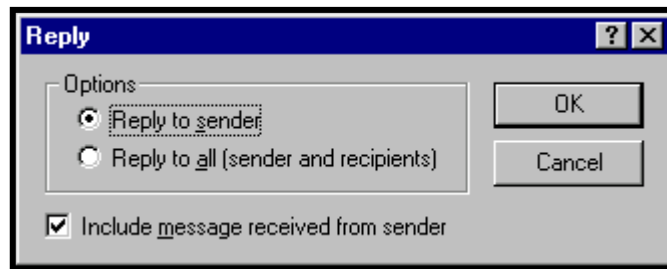 Reply
Options
Reply to sender
OK
Reply to all (sender and recipients)
Cancel
Include message received from sender